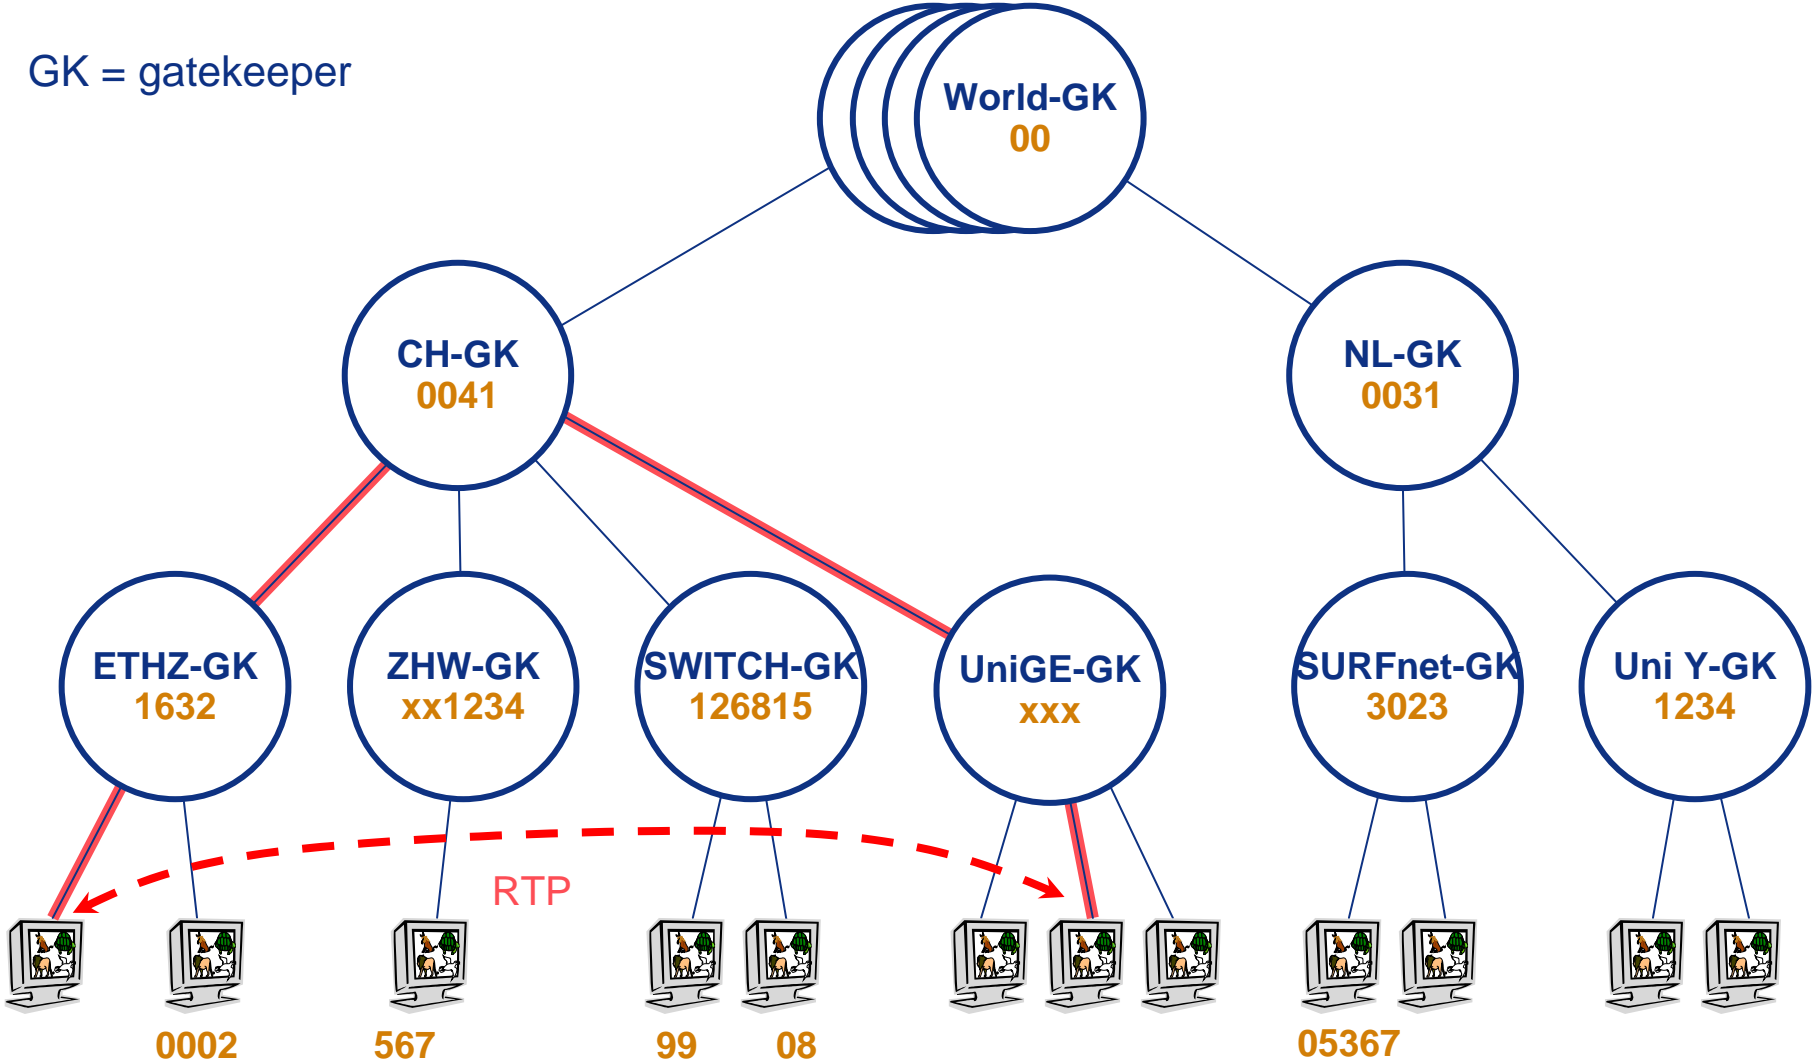 GK = gatekeeper
World-GK
00
CH-GK
0041
NL-GK
0031
ETHZ-GK
1632
ZHW-GK
xx1234
SWITCH-GK
126815
UniGE-GK
xxx
SURFnet-GK
3023
Uni Y-GK
1234
RTP
0002
567
99
08
05367